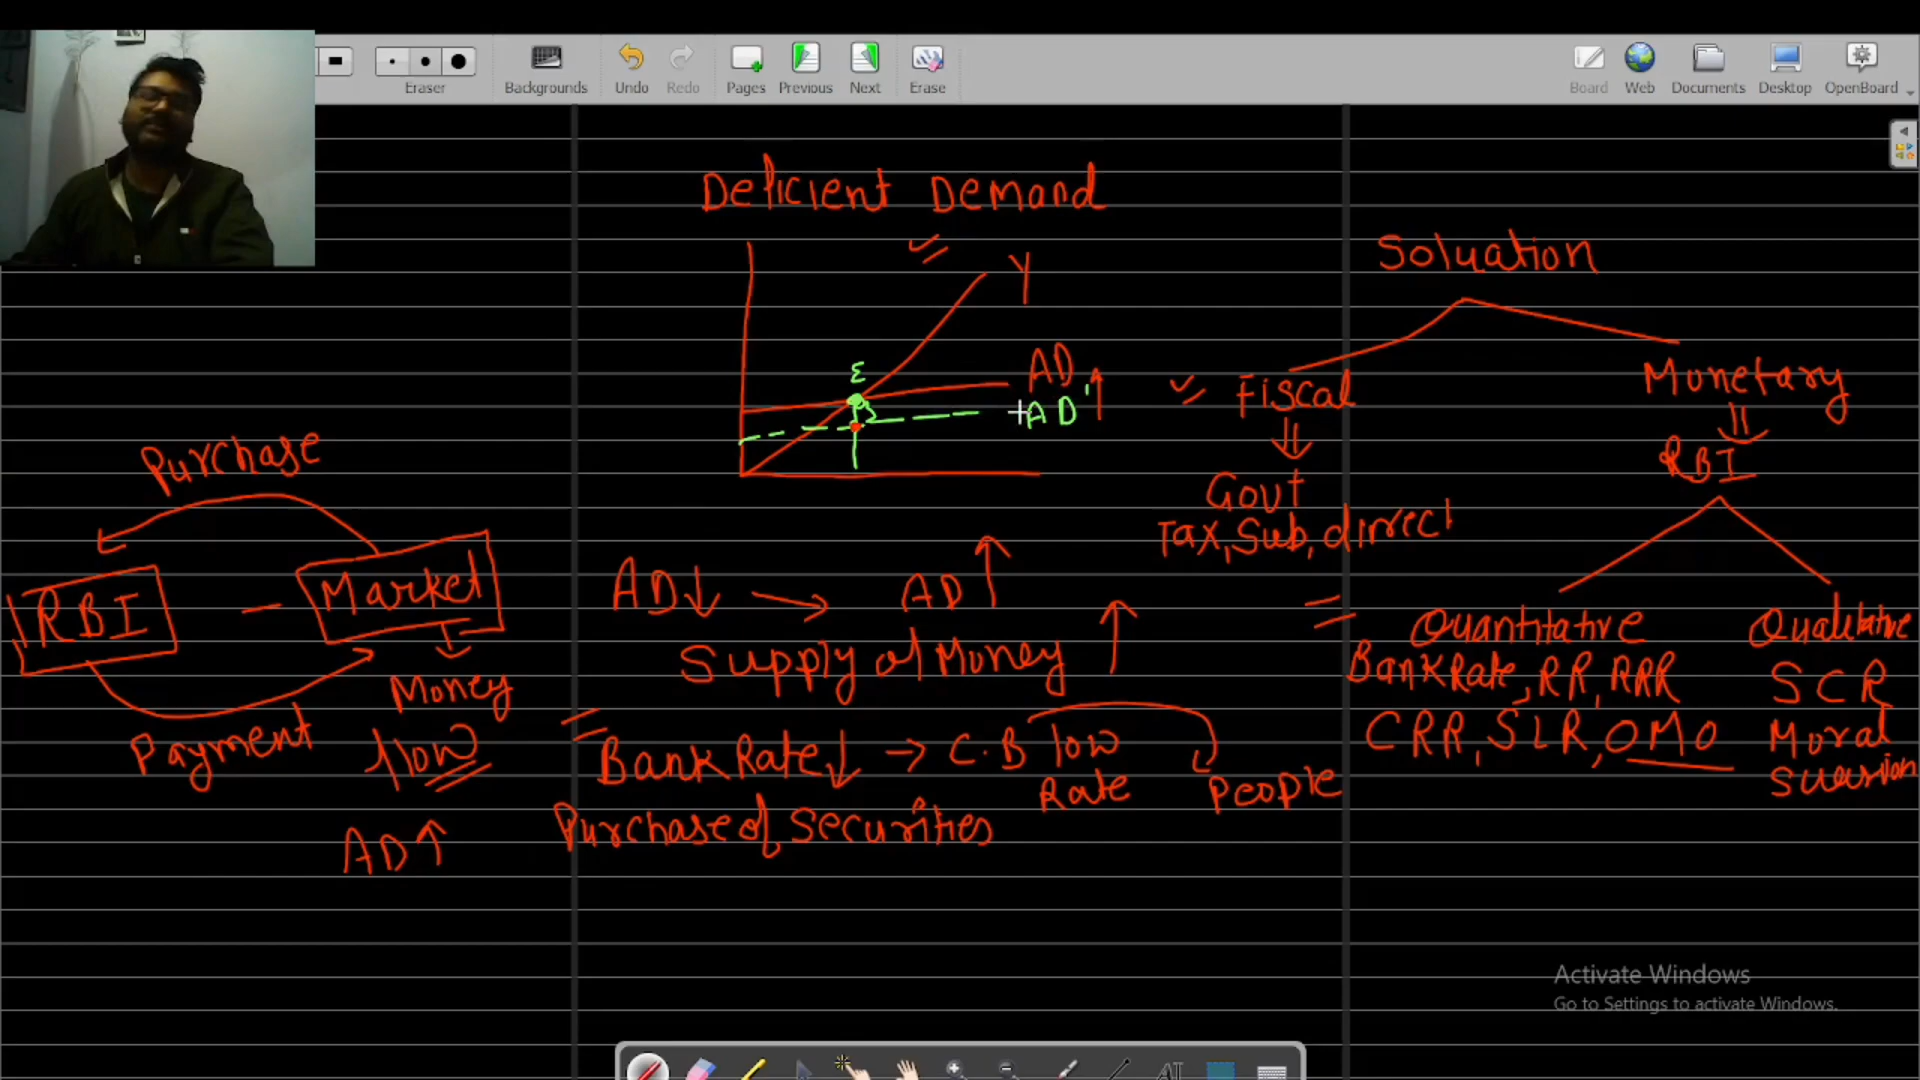 Eraser
Backgrounds
Undo
Redo
Pages
Previous
Next
Erase
Board
Web
Documents
Desktop
OpenBoard
Deficient Demand
Y
E
AD
AD'
Purchase
RBI - Market
Payment
Money
flow
AD↑
AD↓ → AD↑
Supply of Money ↑
Bank Rate↓ → C.B low
Rate
People
Purchase of Securities
Soluation
Fiscal
Govt
Tax, Sub, direct
Monetary
RBI
Quantitative
Bank Rate, RR, RRR
CRR, SLR, OMO
Qualitative
SCR
Moral
Suasion
Activate Windows
Go to Settings to activate Windows.